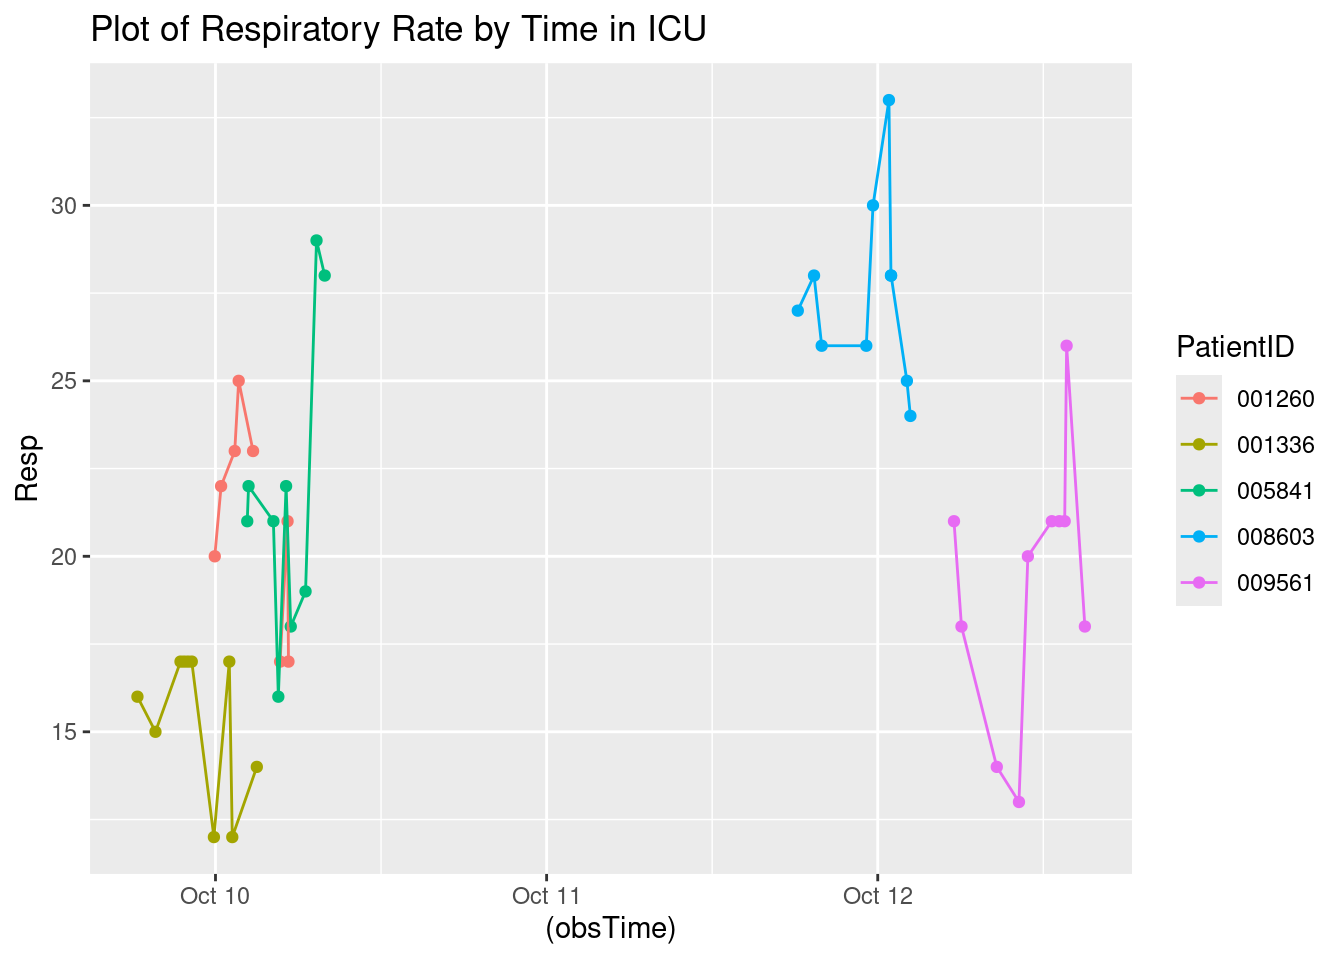 Plot of Respiratory Rate by Time in ICU
30
25
20
15
Resp
Oct 10 Oct 11 Oct 12
(obsTime)
PatientID
001260
001336
005841
008603
009561